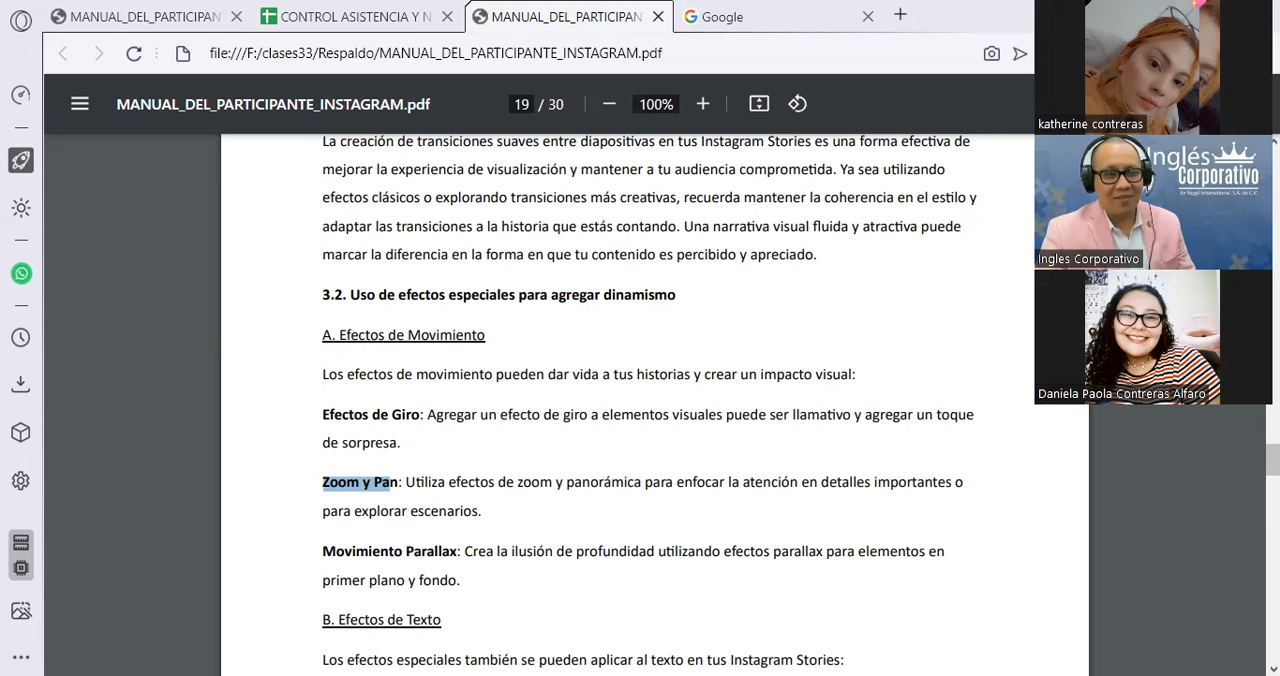 MANUAL_DEL_PARTICIPAN
CONTROL ASISTENCIA Y N
MANUAL_DEL_PARTICIPAN
Google
file:///F:/clases33/Respaldo/MANUAL_DEL_PARTICIPANTE_INSTAGRAM.pdf
MANUAL_DEL_PARTICIPANTE_INSTAGRAM.pdf
19 / 30
100%
La creación de transiciones suaves entre diapositivas en tus Instagram Stories es una forma efectiva de
mejorar la experiencia de visualización y mantener a tu audiencia comprometida. Ya sea utilizando
efectos clásicos o explorando transiciones más creativas, recuerda mantener la coherencia en el estilo y
adaptar las transiciones a la historia que estás contando. Una narrativa visual fluida y atractiva puede
marcar la diferencia en la forma en que tu contenido es percibido y apreciado.
3.2. Uso de efectos especiales para agregar dinamismo
A. Efectos de Movimiento
Los efectos de movimiento pueden dar vida a tus historias y crear un impacto visual:
Efectos de Giro: Agregar un efecto de giro a elementos visuales puede ser llamativo y agregar un toque
de sorpresa.
Zoom y Pan: Utiliza efectos de zoom y panorámica para enfocar la atención en detalles importantes o
para explorar escenarios.
Movimiento Parallax: Crea la ilusión de profundidad utilizando efectos parallax para elementos en
primer plano y fondo.
B. Efectos de Texto
Los efectos especiales también se pueden aplicar al texto en tus Instagram Stories:
katherine contreras
Inglés
Corporativo
By Regal International, S.A. de C.V.
Ingles Corporativo
Daniela Paola Contreras Alfaro